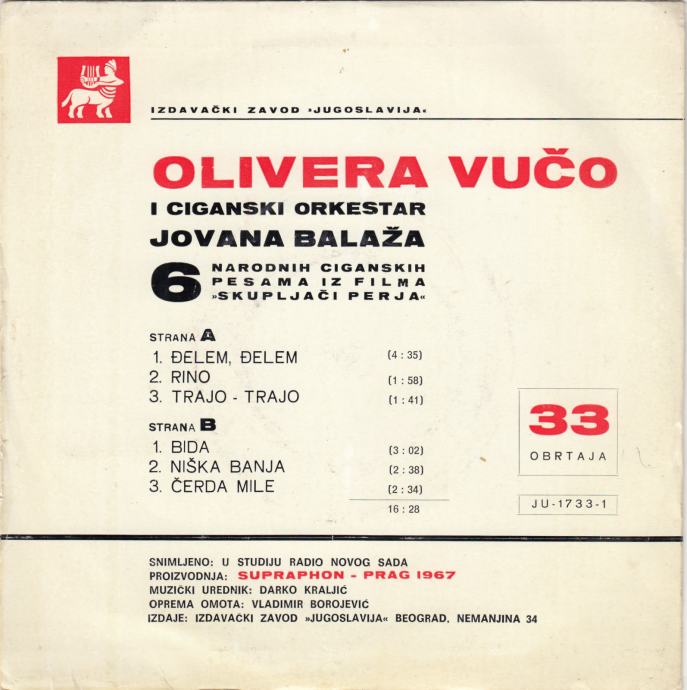 IZDAVAČKI ZAVOD »JUGOSLAVIJA«
OLIVERA VUČO
I CIGANSKI ORKESTAR
JOVANA BALAŽA
6 NARODNIH CIGANSKIH
PESAMA IZ FILMA
»SKUPLJAČI PERJA«
STRANA A
1. ĐELEM, ĐELEM (4 : 35)
2. RINO (1 : 58)
3. TRAJO - TRAJO (1 : 41)
STRANA B
1. BIDA (3 : 02)
2. NIŠKA BANJA (2 : 38)
3. ČERDA MILE (2 : 34)
16 : 28
33
OBRTAJA
JU-1733-1
SNIMLJENO: U STUDIJU RADIO NOVOG SADA
PROIZVODNJA: SUPRAPHON - PRAG 1967
MUZIČKI UREDNIK: DARKO KRALJIĆ
OPREMA OMOTA: VLADIMIR BOROJEVIĆ
IZDAJE: IZDAVAČKI ZAVOD »JUGOSLAVIJA« BEOGRAD, NEMANJINA 34